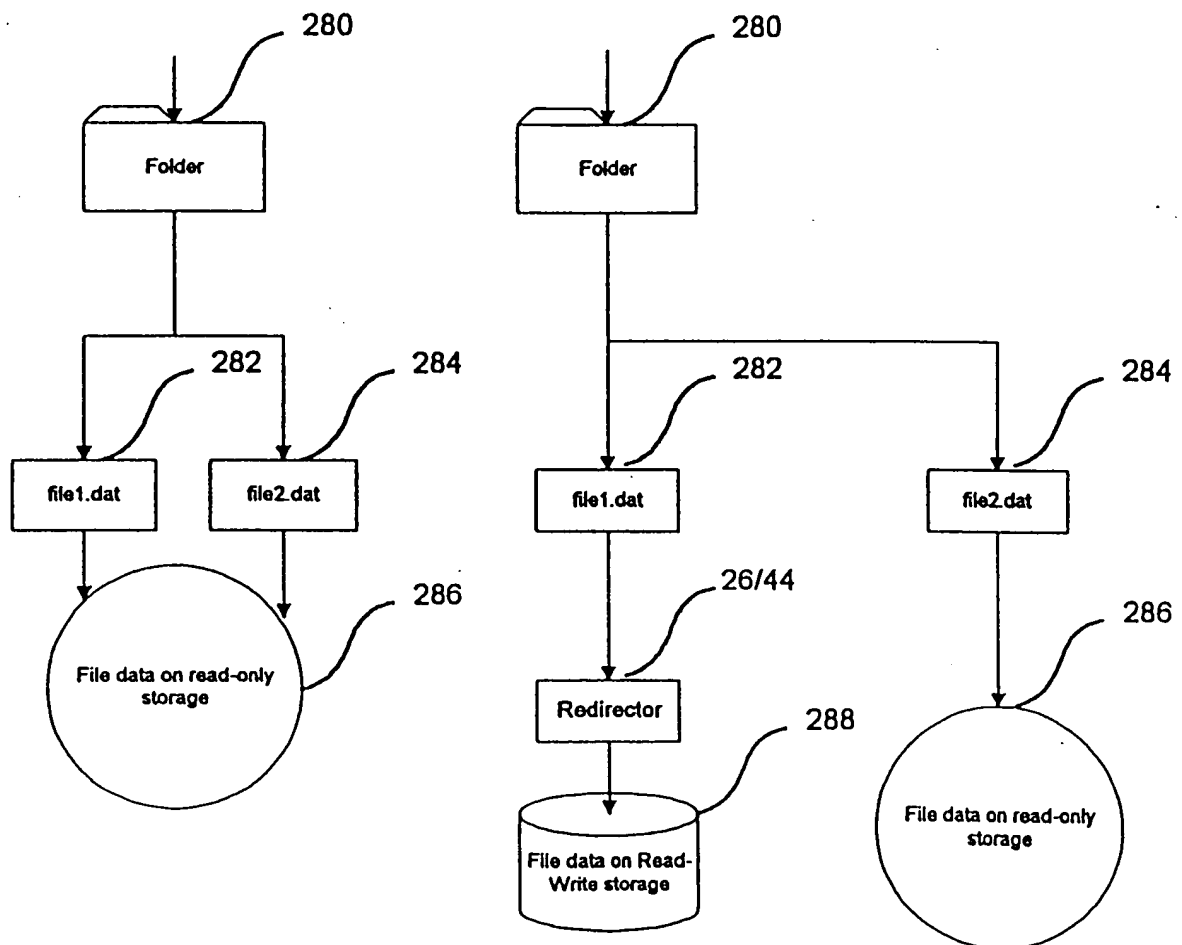 280
Folder
282
284
file1.dat
file2.dat
286
File data on read-only
storage
280
Folder
282
284
file1.dat
file2.dat
26/44
Redirector
288
File data on Read-
Write storage
286
File data on read-only
storage